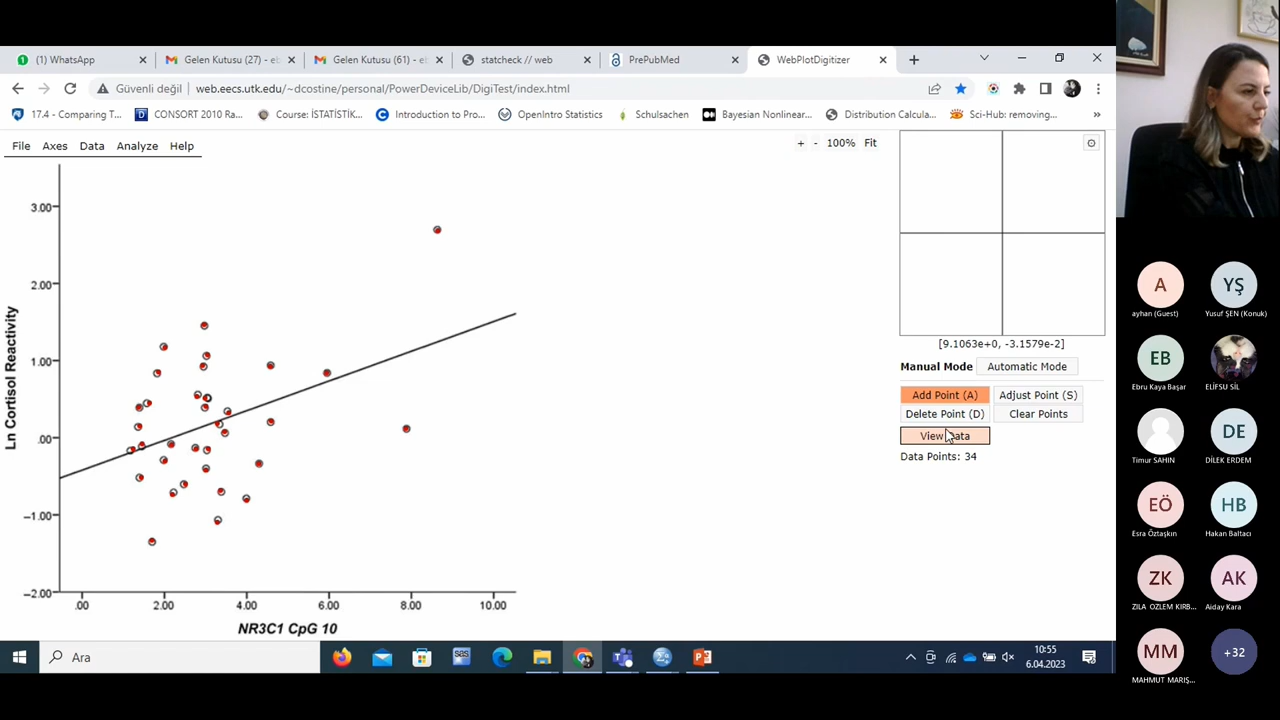 (1) WhatsApp
Gelen Kutusu (27) - eb
Gelen Kutusu (61) - eb
statcheck // web
PrePubMed
WebPlotDigitizer
Güvenli değil
web.eecs.utk.edu/~dcostine/personal/PowerDeviceLib/DigiTest/index.html
17.4 - Comparing T...
CONSORT 2010 Ra...
Course: İSTATİSTİK...
Introduction to Pro...
OpenIntro Statistics
Schulsachen
Bayesian Nonlinear...
Distribution Calcula...
Sci-Hub: removing...
»
File Axes Data Analyze Help
+ - 100% Fit
3.00
2.00
1.00
.00
–1.00
–2.00
Ln Cortisol Reactivity
.00 2.00 4.00 6.00 8.00 10.00
NR3C1 CpG 10
[9.1063e+0, -3.1579e-2]
Manual Mode Automatic Mode
Add Point (A) Adjust Point (S)
Delete Point (D) Clear Points
View Data
Data Points: 34
Ara
10:55
6.04.2023
A YŞ
ayhan (Guest) Yusuf ŞEN (Konuk)
EB
Ebru Kaya Başar ELİFSU SİL
DE
Timur SAHIN DİLEK ERDEM
EÖ HB
Esra Öztaşkın Hakan Baltacı
ZK AK
ZILA OZLEM KIRB... Aiday Kara
MM +32
MAHMUT MARIŞ...